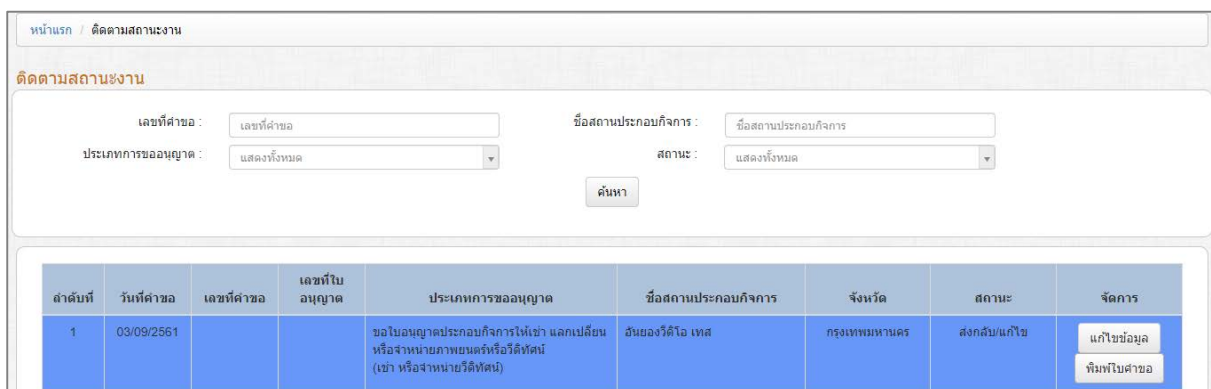 หน้าแรก / ติดตามสถานะงาน
ติดตามสถานะงาน
เลขที่คำขอ : เลขที่คำขอ ชื่อสถานประกอบกิจการ : ชื่อสถานประกอบกิจการ
ประเภทการขออนุญาต : แสดงทั้งหมด สถานะ : แสดงทั้งหมด
ค้นหา
ลำดับที่ วันที่คำขอ เลขที่คำขอ เลขที่ใบ
อนุญาต ประเภทการขออนุญาต ชื่อสถานประกอบกิจการ จังหวัด สถานะ จัดการ
1 03/09/2561 ขอใบอนุญาตประกอบกิจการให้เช่า แลกเปลี่ยน อันยองวีดีโอ เทส กรุงเทพมหานคร ส่งกลับ/แก้ไข แก้ไขข้อมูล
หรือจำหน่ายภาพยนตร์หรือวีดิทัศน์
(เช่า หรือจำหน่ายวีดิทัศน์) พิมพ์ใบคำขอ